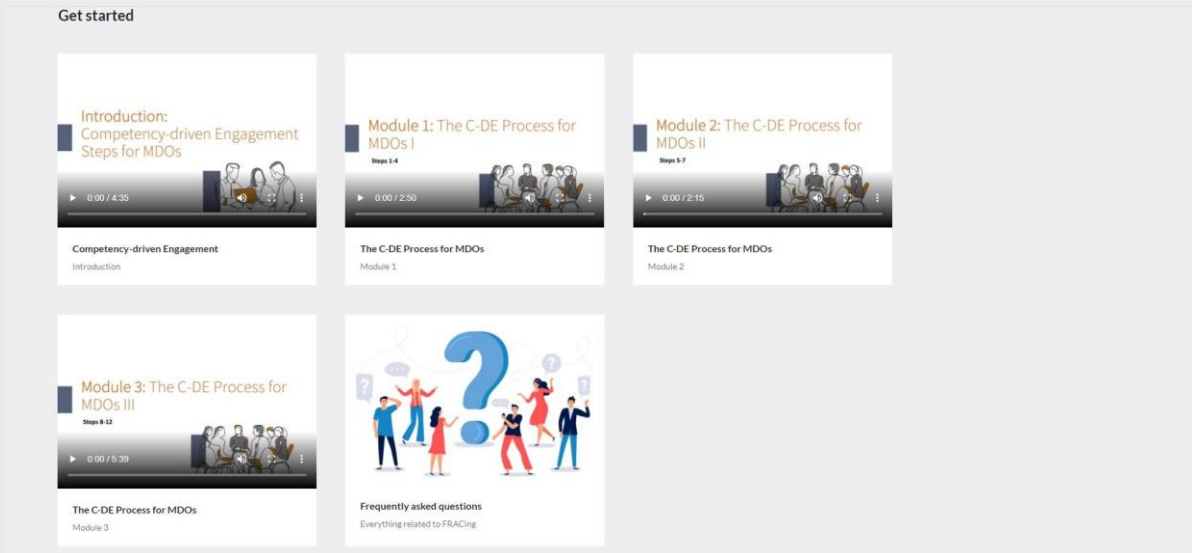 Get started
Introduction:
Competency-driven Engagement
Steps for MDOs
0:00 / 4:35
Competency-driven Engagement
Introduction
Module 1: The C-DE Process for
MDOs I
Steps 1-4
0:00 / 2:50
The C-DE Process for MDOs
Module 1
Module 2: The C-DE Process for
MDOs II
Steps 5-7
0:00 / 2:15
The C-DE Process for MDOs
Module 2
Module 3: The C-DE Process for
MDOs III
Steps 8-12
0:00 / 5:39
The C-DE Process for MDOs
Module 3
?
?
?
?
Frequently asked questions
Everything related to FRACing